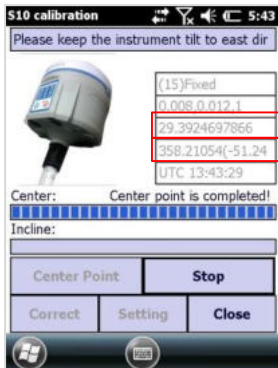 S10 calibration 5:43
Please keep the instrument tilt to east dir
(15)Fixed
0.008,0.012,1
29.3924697866
358.21054(-51.24
UTC 13:43:29
Center: Center point is completed!
Incline:
Center Point Stop
Correct Setting Close